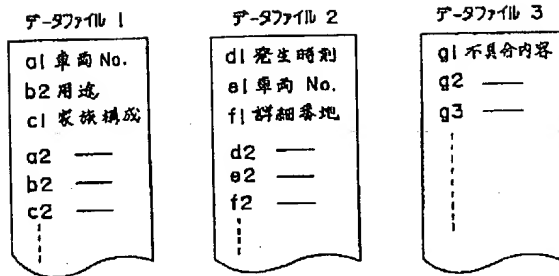 データファイル 1
a1 車両 No.
b2 用途
c1 家族構成
a2 ——
b2 ——
c2 ——
データファイル 2
d1 発生時刻
e1 車両 No.
f1 詳細番地
d2 ——
e2 ——
f2 ——
データファイル 3
g1 不具合内容
g2 ——
g3 ——